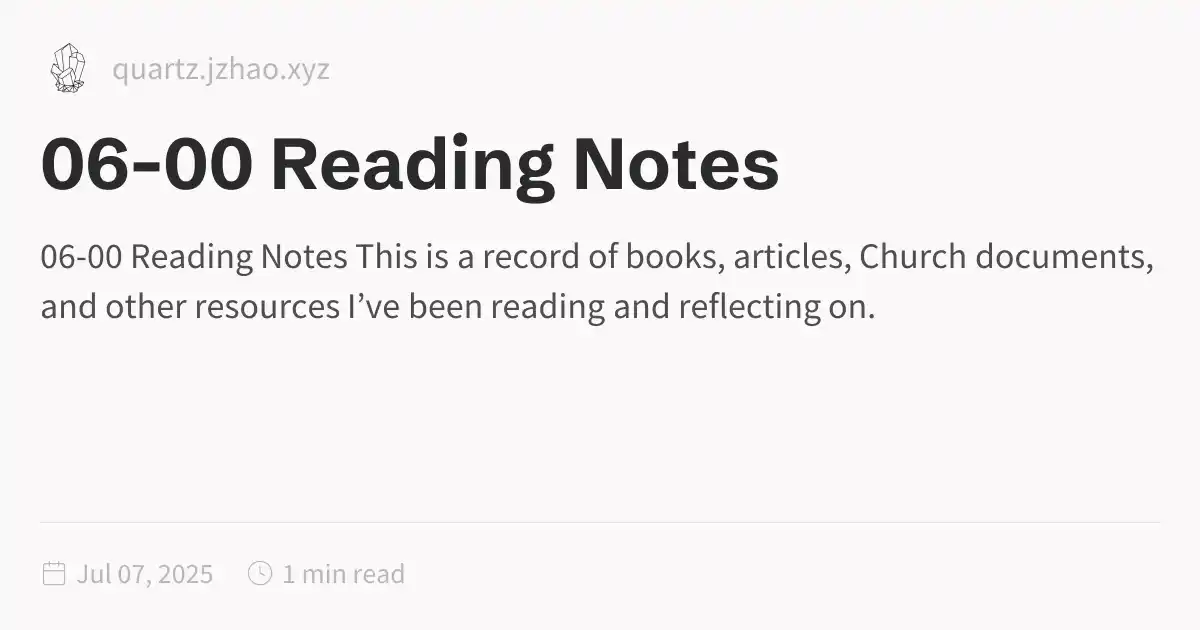 quartz.jzhao.xyz
06-00 Reading Notes
06-00 Reading Notes This is a record of books, articles, Church documents,
and other resources I’ve been reading and reflecting on.
Jul 07, 2025 1 min read